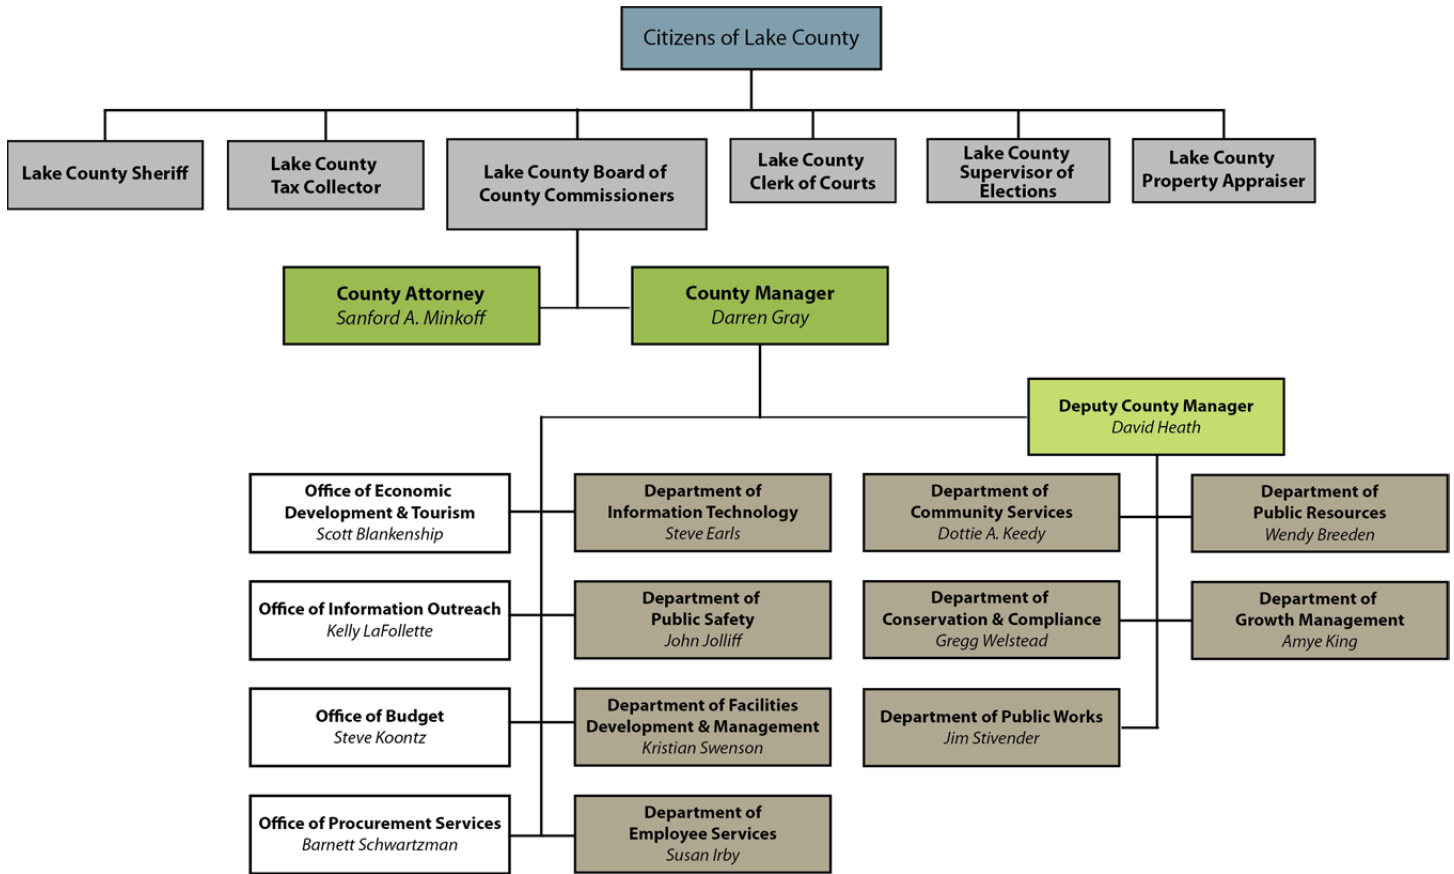 Citizens of Lake County
Lake County Sheriff
Lake County
Tax Collector
Lake County Board of
County Commissioners
Lake County
Clerk of Courts
Lake County
Supervisor of
Elections
Lake County
Property Appraiser
County Attorney
Sanford A. Minkoff
County Manager
Darren Gray
Deputy County Manager
David Heath
Office of Economic
Development & Tourism
Scott Blankenship
Department of
Information Technology
Steve Earls
Department of
Community Services
Dottie A. Keedy
Department of
Public Resources
Wendy Breeden
Office of Information Outreach
Kelly LaFollette
Department of
Public Safety
John Jolliff
Department of
Conservation & Compliance
Gregg Welstead
Department of
Growth Management
Amye King
Office of Budget
Steve Koontz
Department of Facilities
Development & Management
Kristian Swenson
Department of Public Works
Jim Stivender
Office of Procurement Services
Barnett Schwartzman
Department of
Employee Services
Susan Irby